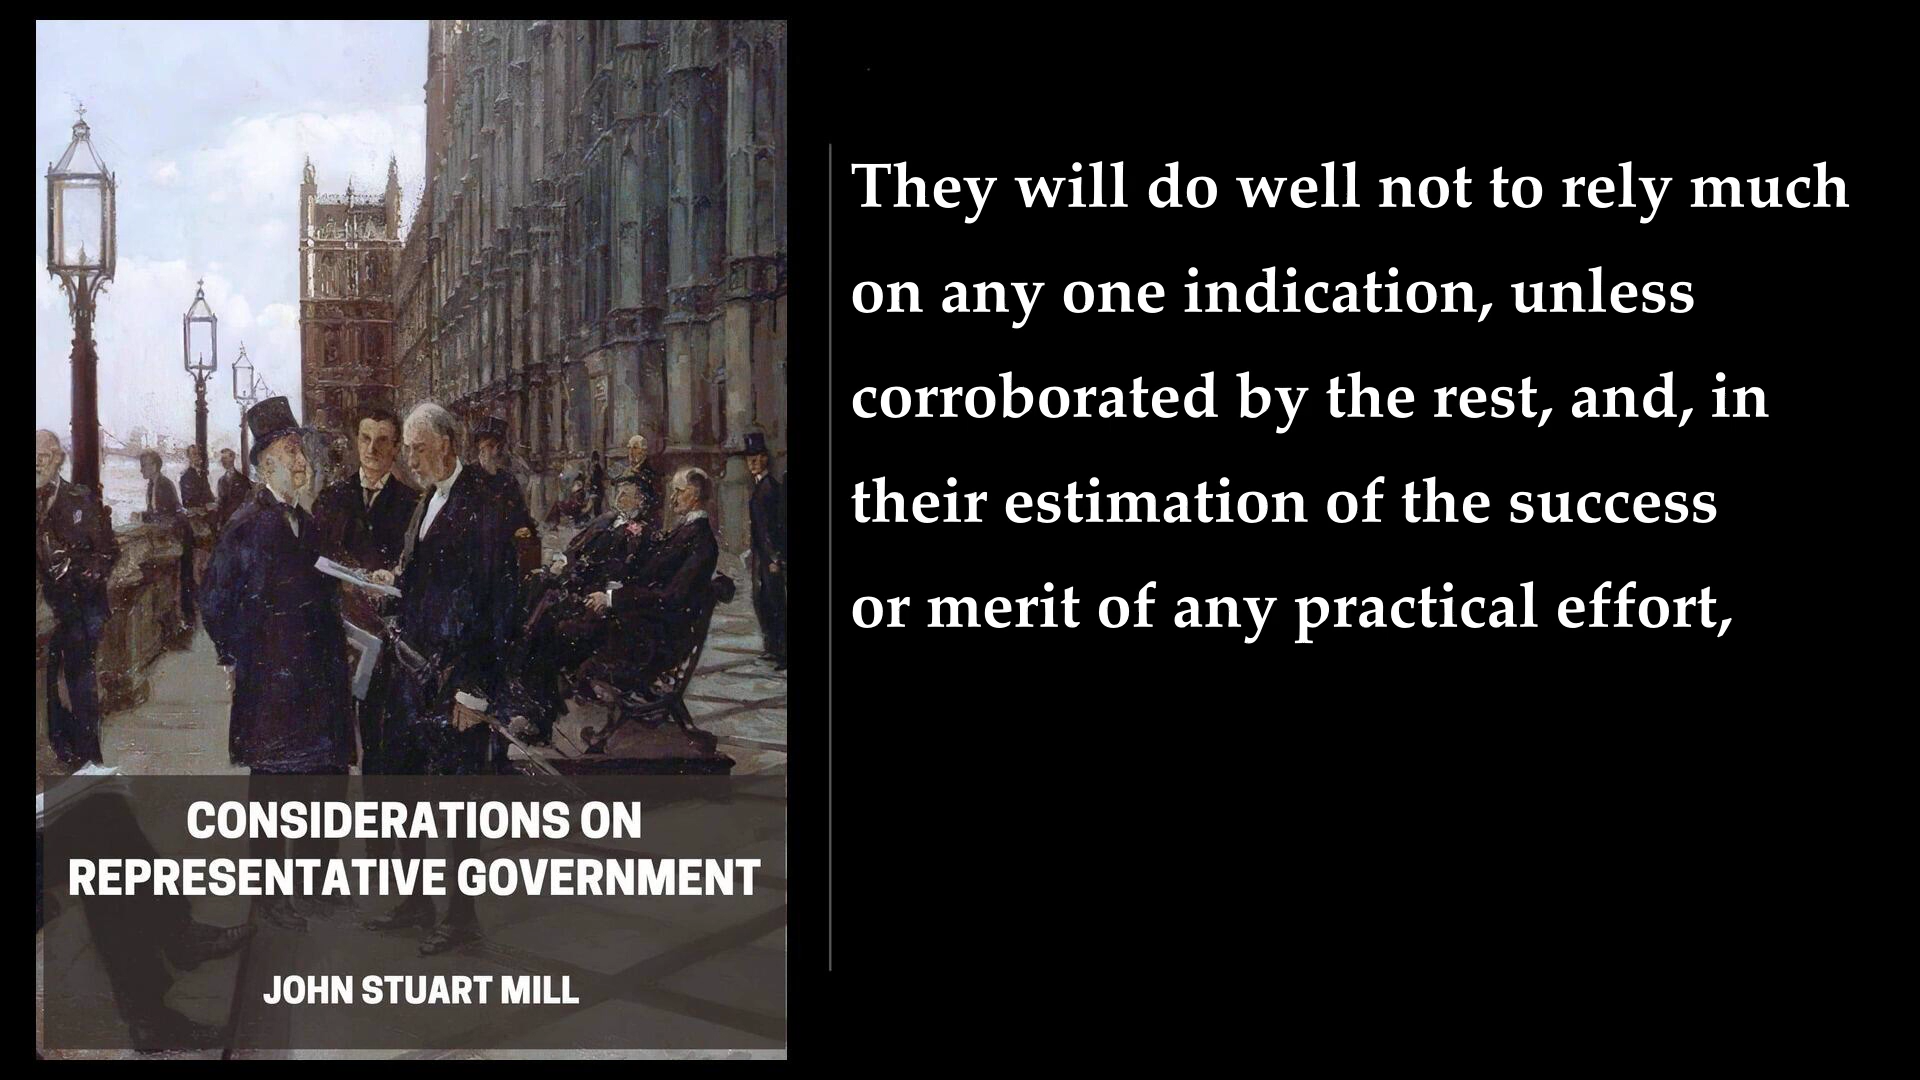 CONSIDERATIONS ON
REPRESENTATIVE GOVERNMENT
JOHN STUART MILL
They will do well not to rely much
on any one indication, unless
corroborated by the rest, and, in
their estimation of the success
or merit of any practical effort,